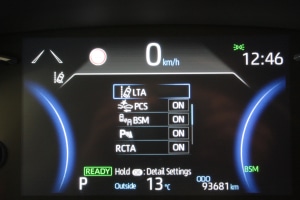 0 km/h
12:46
LTA
PCS ON
BSM ON
ON
RCTA ON
READY Hold : Detail Settings
BSM
P Outside 13 °C ODO 93681 km